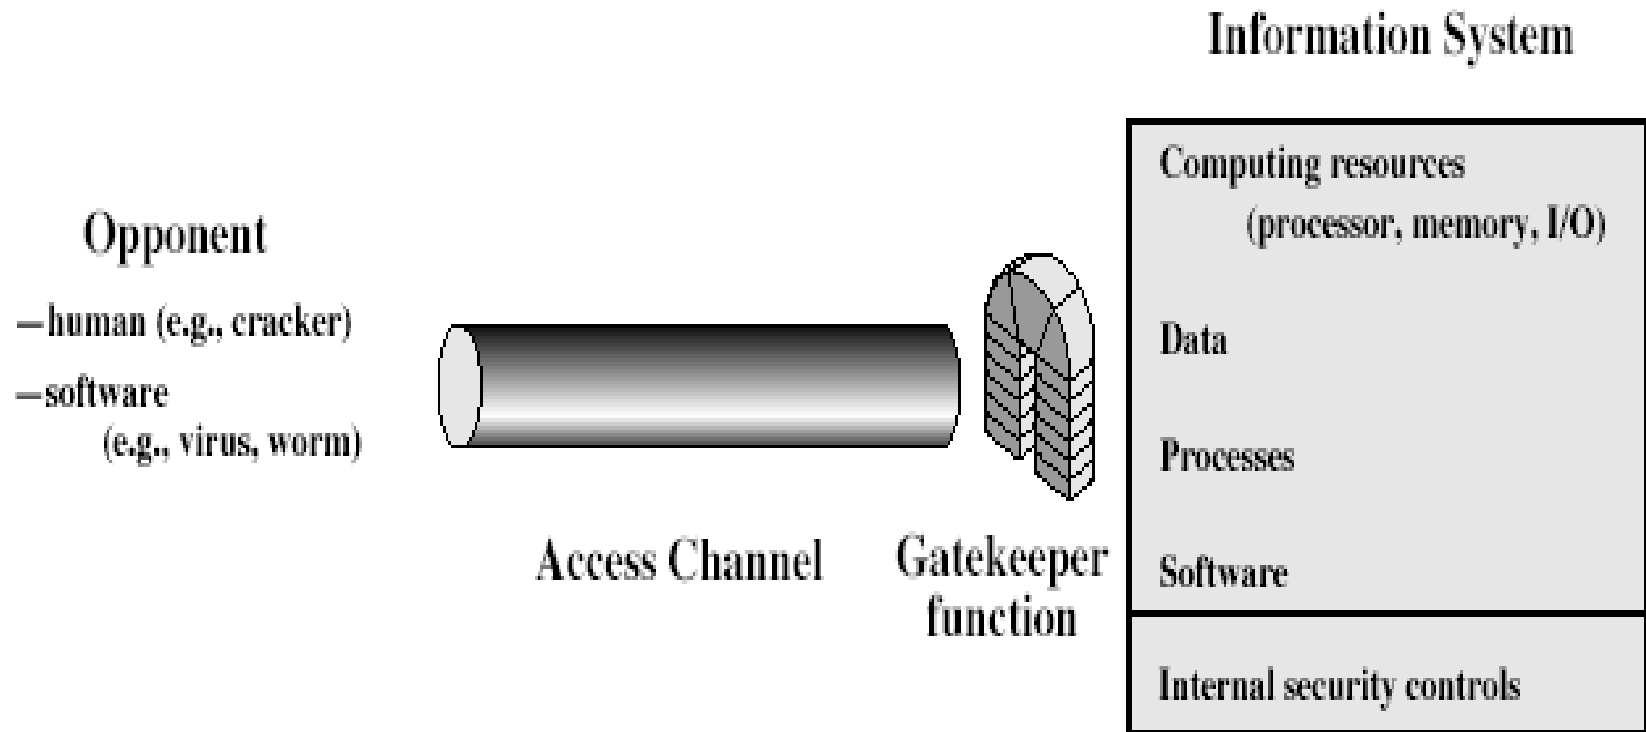 Information System
Opponent
—human (e.g., cracker)
—software
(e.g., virus, worm)
Access Channel
Gatekeeper
function
Computing resources
(processor, memory, I/O)
Data
Processes
Software
Internal security controls